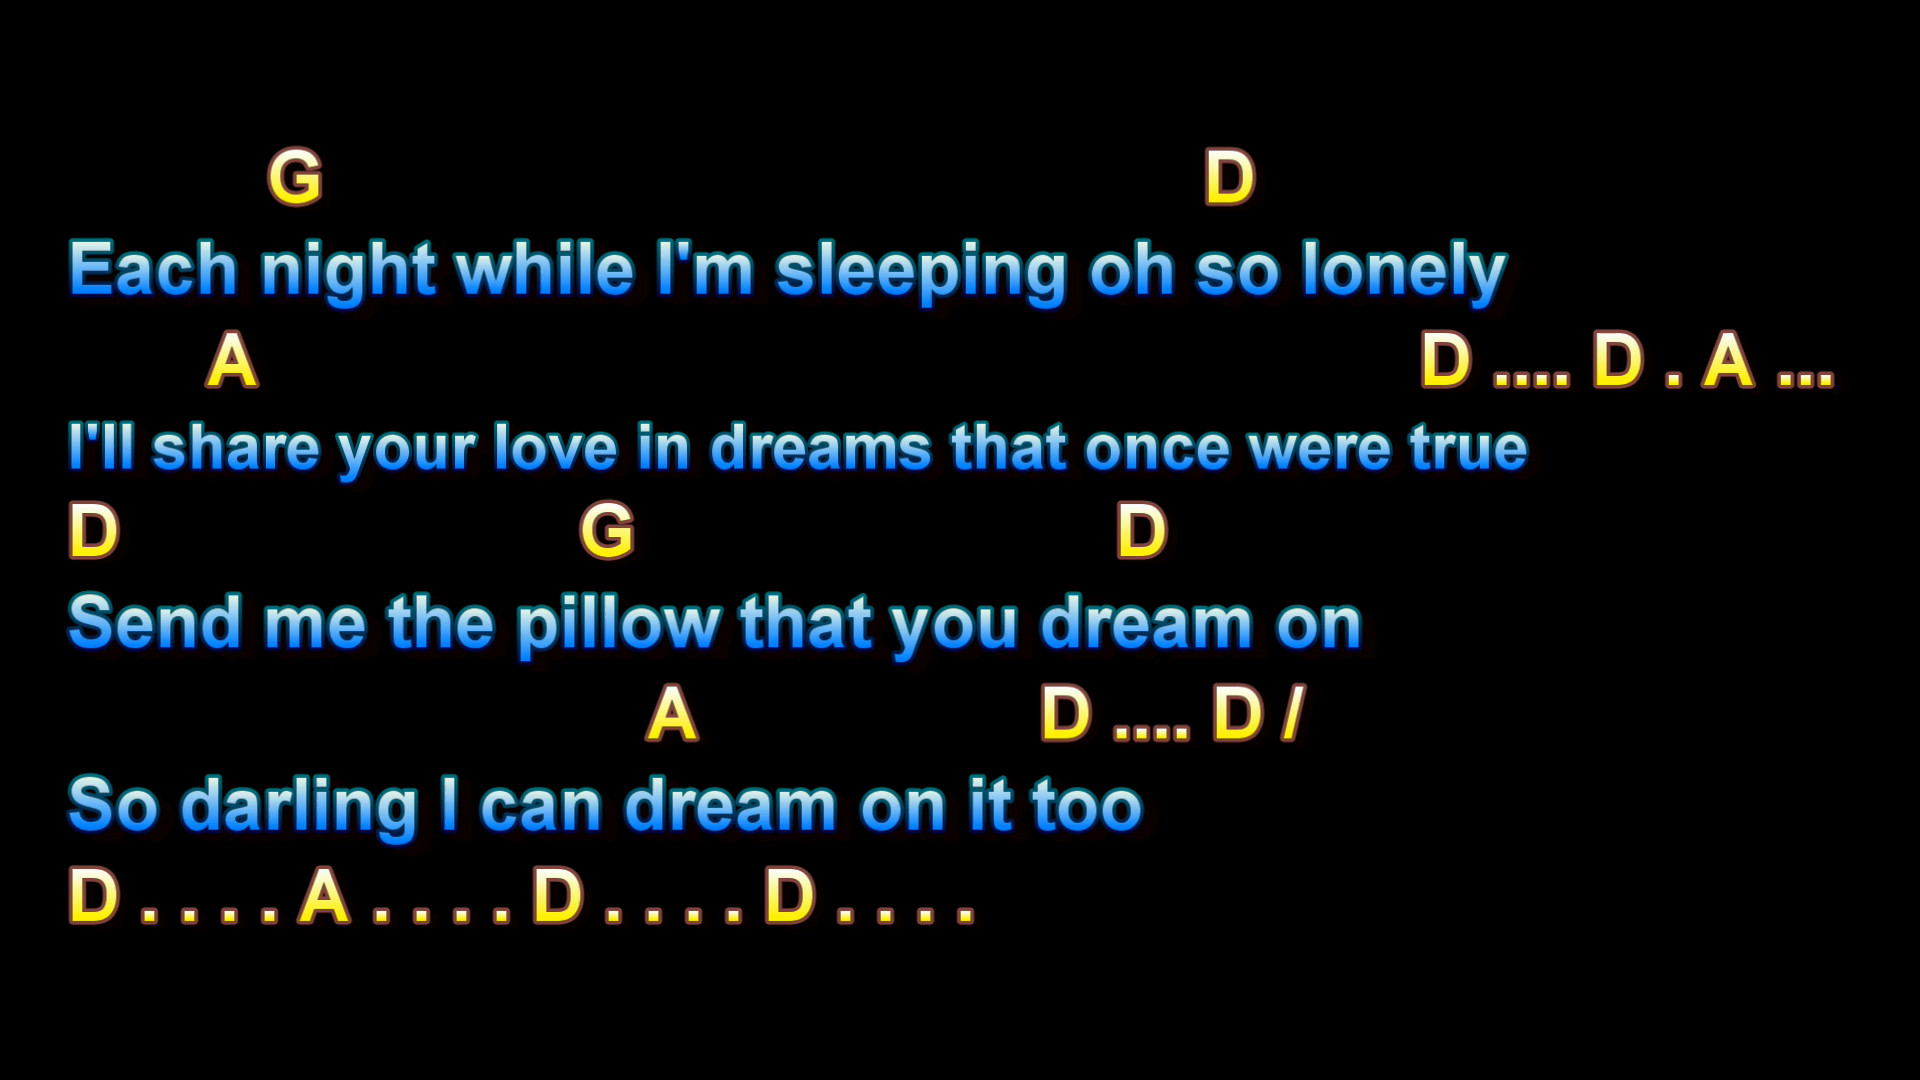 G D
Each night while I'm sleeping oh so lonely
A D .... D . A ...
I'll share your love in dreams that once were true
D G D
Send me the pillow that you dream on
A D .... D /
So darling I can dream on it too
D . . . . A . . . . D . . . . D . . . .